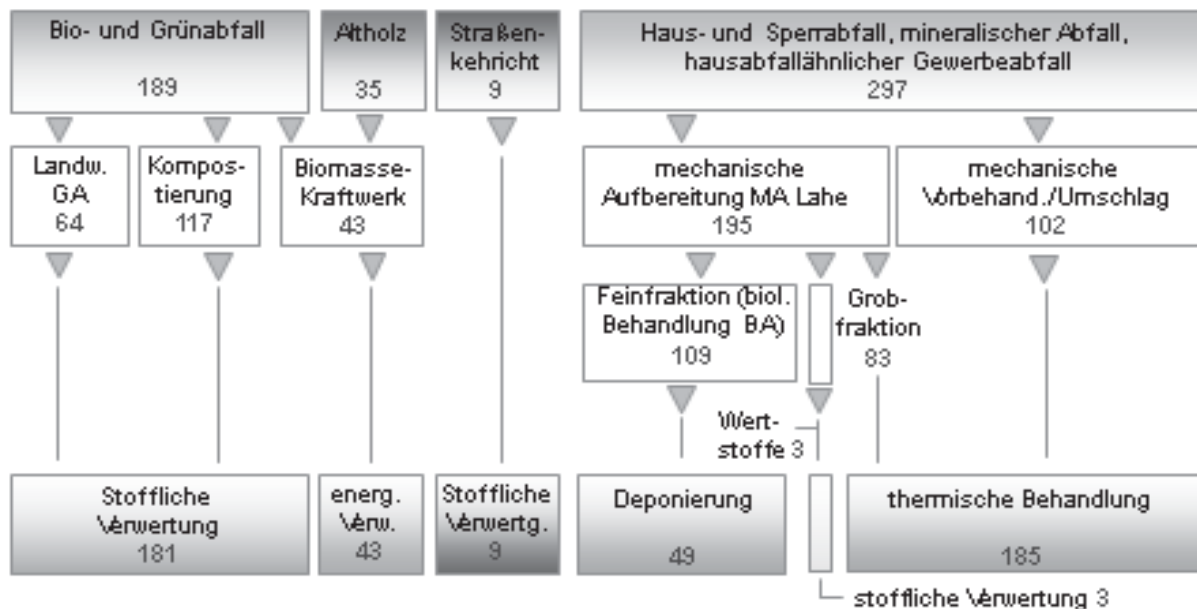 Bio- und Grünabfall
189
Altholz
35
Straßen-
kehricht
9
Haus- und Sperrabfall, mineralischer Abfall,
hausabfallähnlicher Gewerbeabfall
297
Landw.
GA
64
Kompos-
tierung
117
Biomasse-
Kraftwerk
43
mechanische
Aufbereitung MA Lahe
195
mechanische
Vorbehand./Umschlag
102
Feinfraktion (biol.
Behandlung BA)
109
Grob-
fraktion
83
Wert-
stoffe 3
Stoffliche
Verwertung
181
energ.
Verw.
43
Stoffliche
Verwertg.
9
Deponierung
49
thermische Behandlung
185
stoffliche Verwertung 3